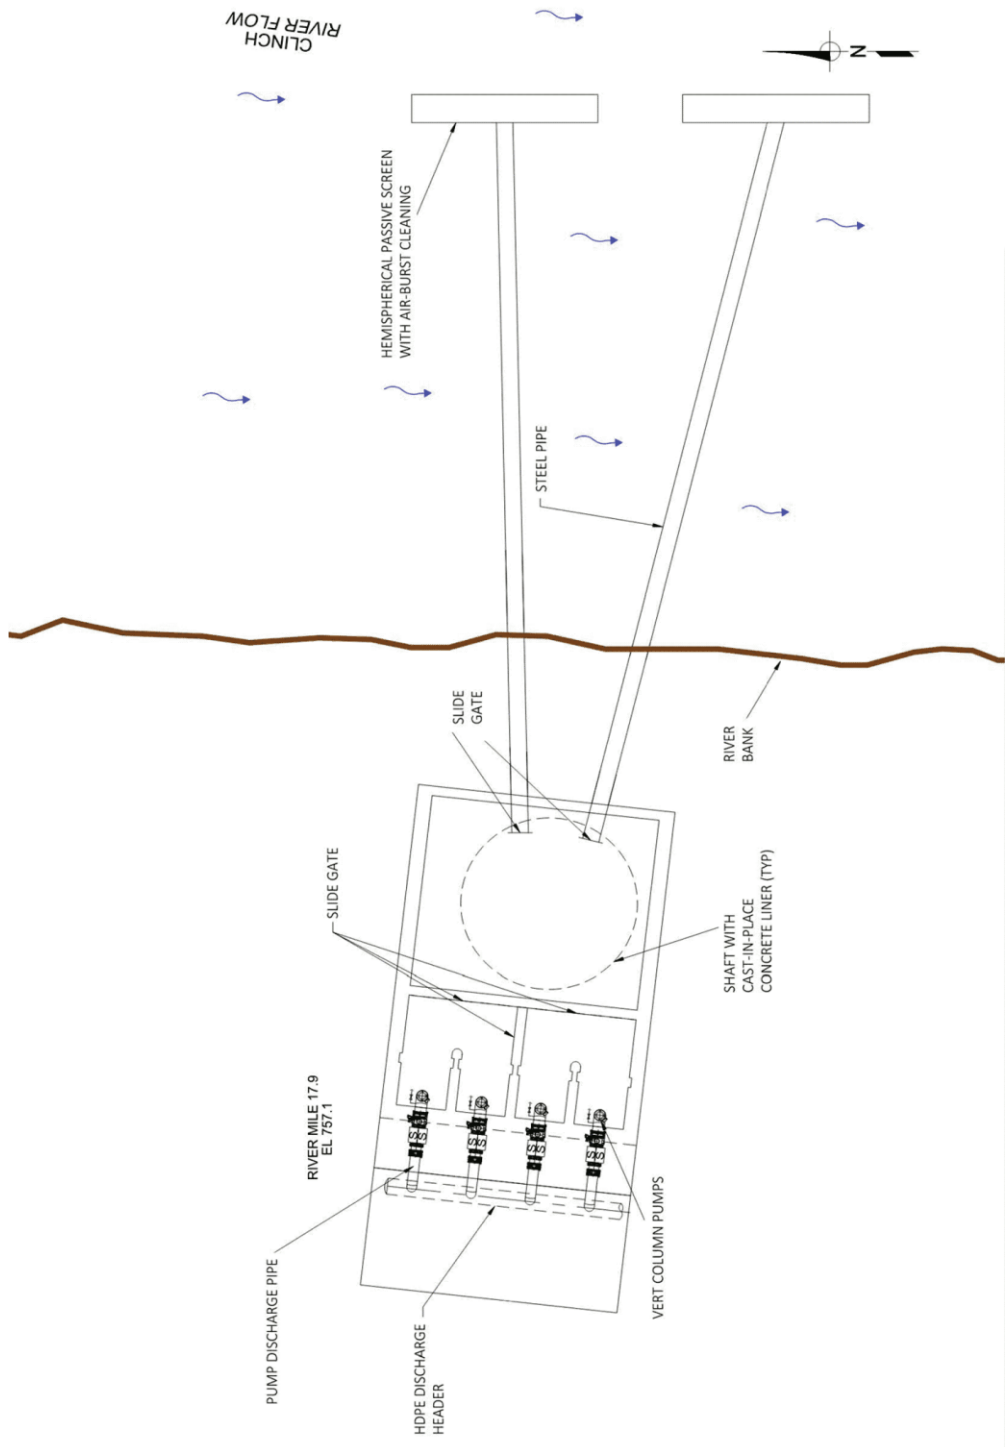 CLINCH
RIVER FLOW
N
HEMISPHERICAL PASSIVE SCREEN
WITH AIR-BURST CLEANING
STEEL PIPE
SLIDE
GATE
RIVER
BANK
SLIDE GATE
SHAFT WITH
CAST-IN-PLACE
CONCRETE LINER (TYP)
RIVER MILE 17.9
EL 757.1
PUMP DISCHARGE PIPE
HDPE DISCHARGE
HEADER
VERT COLUMN PUMPS